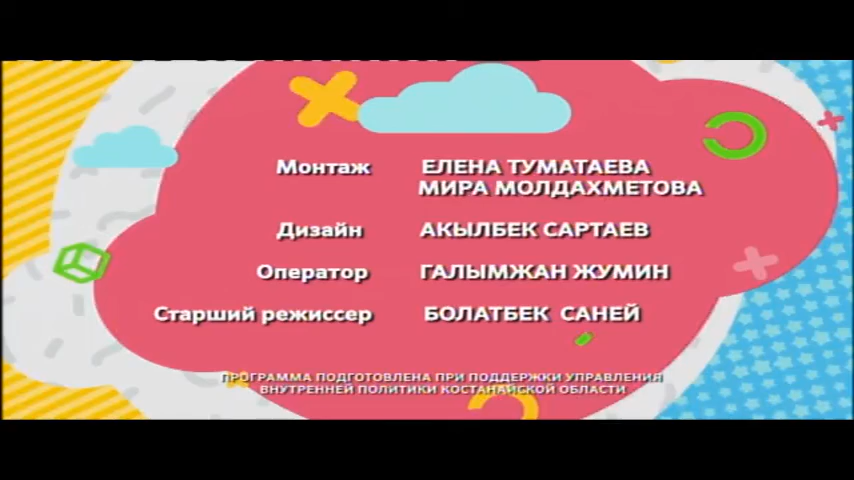 Монтаж ЕЛЕНА ТУМАТАЕВА
МИРА МОЛДАХМЕТОВА
Дизайн АКЫЛБЕК САРТАЕВ
Оператор ГАЛЫМЖАН ЖУМИН
Старший режиссер БОЛАТБЕК САНЕЙ
ПРОГРАММА ПОДГОТОВЛЕНА ПРИ ПОДДЕРЖКИ УПРАВЛЕНИЯ
ВНУТРЕННЕЙ ПОЛИТИКИ КОСТАНАЙСКОЙ ОБЛАСТИ